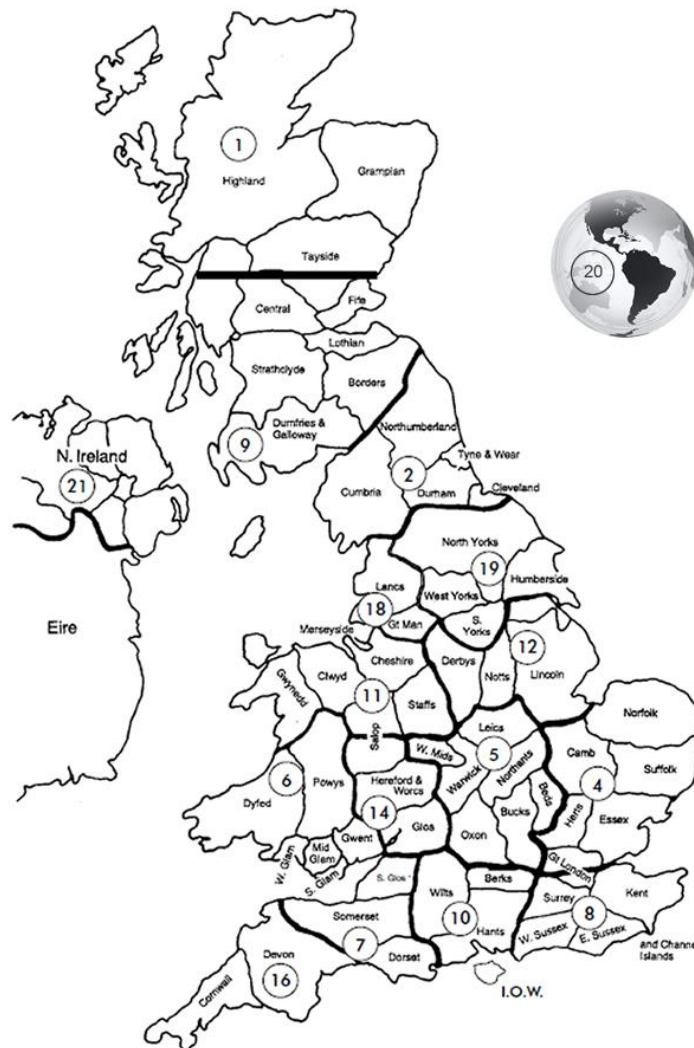 1
Highland
Grampian
Tayside
20
Central
Fife
Lothian
Strathclyde
Borders
Dumfries &
Galloway
9
Northumberland
Tyne & Wear
N. Ireland
21
2
Cumbria
Durham
Cleveland
North Yorks
19
Lancs
West Yorks
Humberside
18
Eire
Merseyside
Gt Man
S.
Yorks
12
Cheshire
Derbys
Notts
Lincoln
Gwynedd
Clwyd
11
Staffs
Norfolk
Salop
Leics
W. Mids
5
Camb
6
Warwick
Northants
Suffolk
Powys
Hereford &
Worcs
4
Dyfed
Beds
Herts
Essex
14
Bucks
Gwent
Glos
Oxon
Mid
Glam
W. Glam
S. Glam
Gt London
S. Glos
Wilts
Berks
Surrey
Kent
8
Somerset
10
Hants
W. Sussex
E. Sussex
7
Dorset
and Channe
Islands
Devon
16
Cornwall
I.O.W.